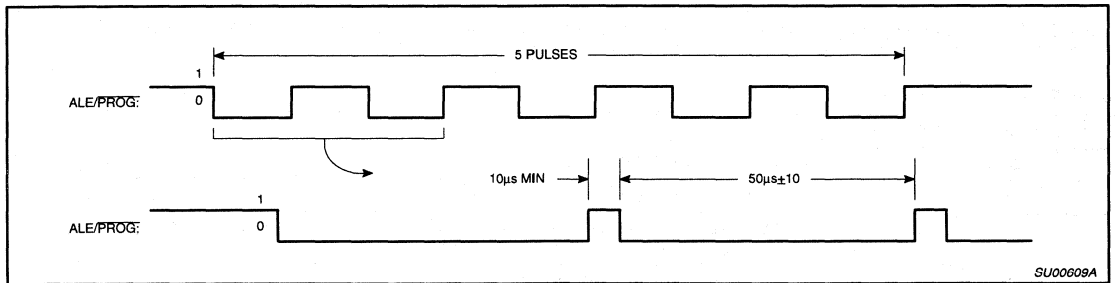 5 PULSES
1
ALE/PROG:
0
10µs MIN
50µs±10
1
ALE/PROG:
0
SU00609A